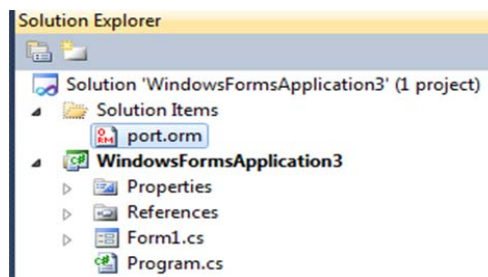 Solution Explorer
Solution 'WindowsFormsApplication3' (1 project)
Solution Items
port.orm
WindowsFormsApplication3
Properties
References
Form1.cs
Program.cs